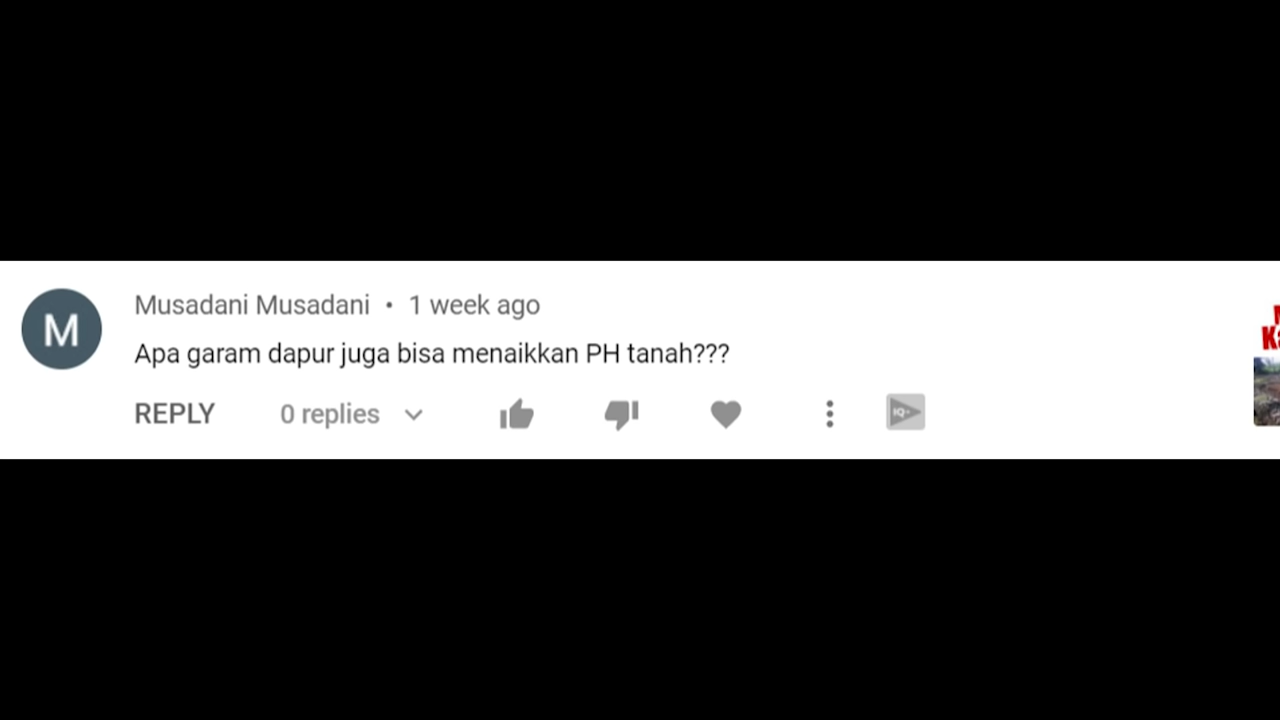 Musadani Musadani • 1 week ago
Apa garam dapur juga bisa menaikkan PH tanah???
REPLY 0 replies